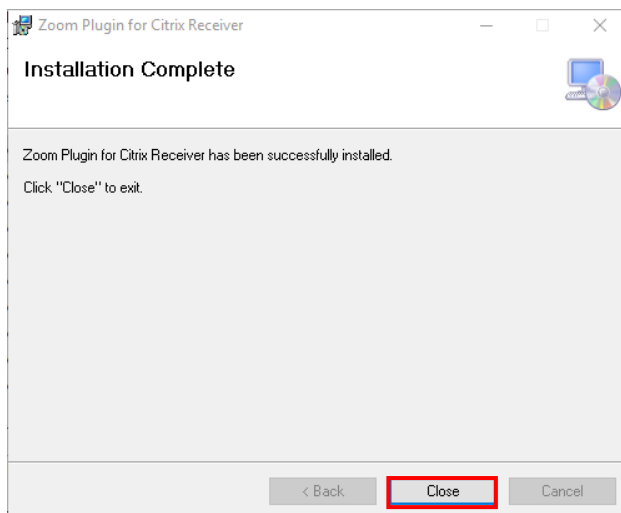 Zoom Plugin for Citrix Receiver
Installation Complete
Zoom Plugin for Citrix Receiver has been successfully installed.
Click "Close" to exit.
< Back Close Cancel